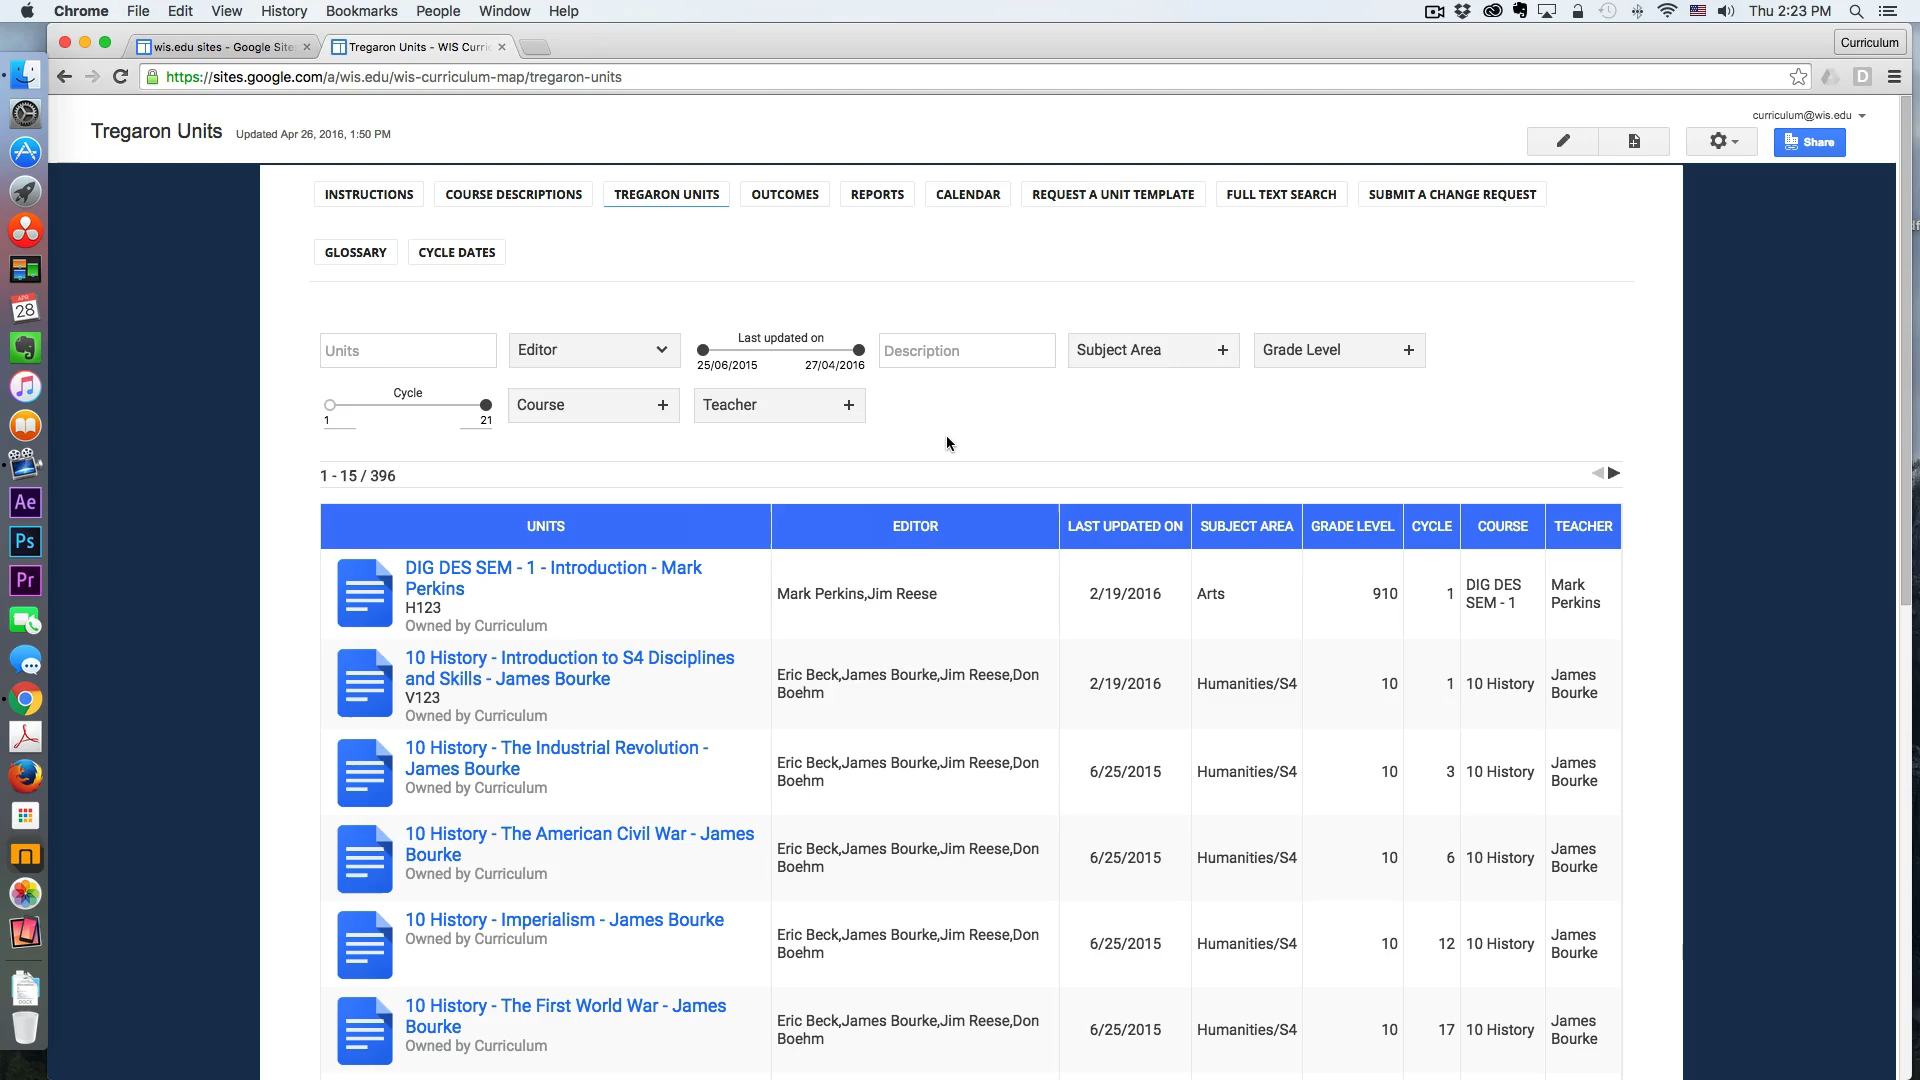 Chrome File Edit View History Bookmarks People Window Help
Thu 2:23 PM
wis.edu sites - Google Site
Tregaron Units - WIS Curric
Curriculum
https://sites.google.com/a/wis.edu/wis-curriculum-map/tregaron-units
D
curriculum@wis.edu
Tregaron Units Updated Apr 26, 2016, 1:50 PM
Share
INSTRUCTIONS COURSE DESCRIPTIONS TREGARON UNITS OUTCOMES REPORTS CALENDAR REQUEST A UNIT TEMPLATE FULL TEXT SEARCH SUBMIT A CHANGE REQUEST
GLOSSARY CYCLE DATES
Units
Editor
Last updated on
25/06/2015 27/04/2016
Description
Subject Area +
Grade Level +
Cycle
1 21
Course +
Teacher +
1 - 15 / 396
UNITS EDITOR LAST UPDATED ON SUBJECT AREA GRADE LEVEL CYCLE COURSE TEACHER
DIG DES SEM - 1 - Introduction - Mark
Perkins
H123
Owned by Curriculum
Mark Perkins,Jim Reese
2/19/2016
Arts
910
1
DIG DES
SEM - 1
Mark
Perkins
10 History - Introduction to S4 Disciplines
and Skills - James Bourke
V123
Owned by Curriculum
Eric Beck,James Bourke,Jim Reese,Don
Boehm
2/19/2016
Humanities/S4
10
1
10 History
James
Bourke
10 History - The Industrial Revolution -
James Bourke
Owned by Curriculum
Eric Beck,James Bourke,Jim Reese,Don
Boehm
6/25/2015
Humanities/S4
10
3
10 History
James
Bourke
10 History - The American Civil War - James
Bourke
Owned by Curriculum
Eric Beck,James Bourke,Jim Reese,Don
Boehm
6/25/2015
Humanities/S4
10
6
10 History
James
Bourke
10 History - Imperialism - James Bourke
Owned by Curriculum
Eric Beck,James Bourke,Jim Reese,Don
Boehm
6/25/2015
Humanities/S4
10
12
10 History
James
Bourke
10 History - The First World War - James
Bourke
Owned by Curriculum
Eric Beck,James Bourke,Jim Reese,Don
Boehm
6/25/2015
Humanities/S4
10
17
10 History
James
Bourke
APR
28
Ae
Ps
Pr